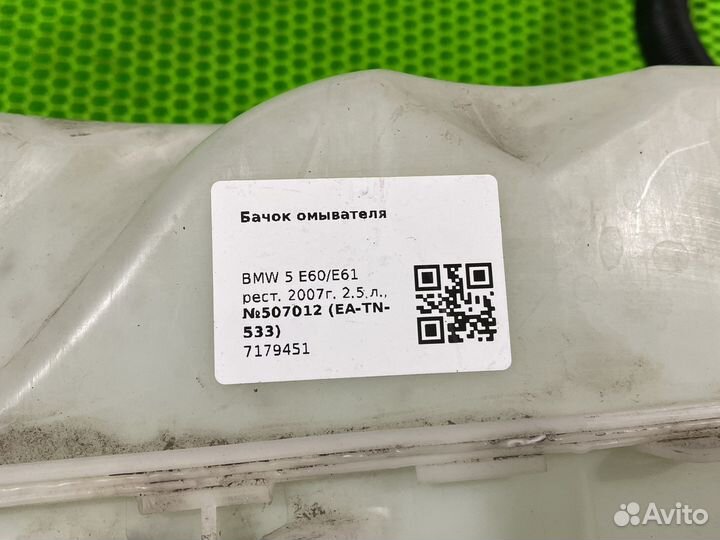 Бачок омывателя
BMW 5 E60/E61
рест. 2007г. 2.5 л.,
№507012 (EA-TN-
533)
7179451
Avito